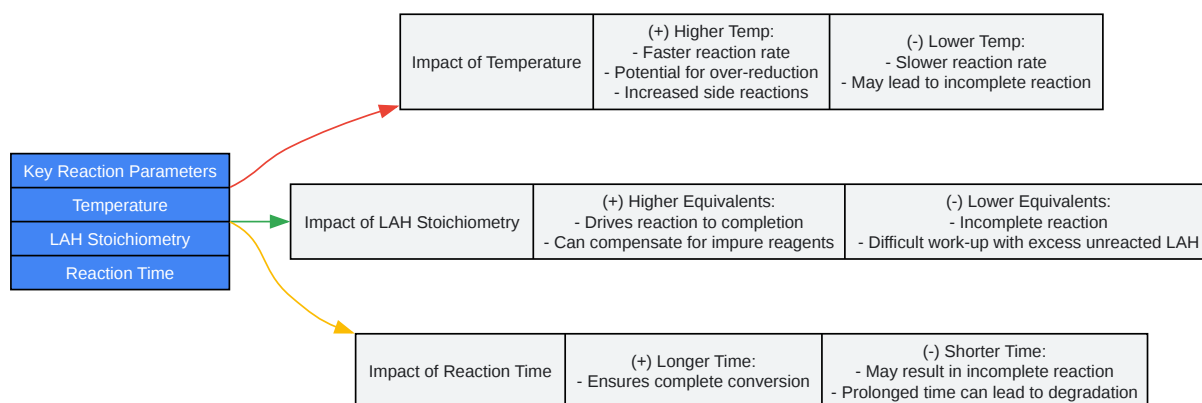 Key Reaction Parameters
Temperature
LAH Stoichiometry
Reaction Time
Impact of Temperature
(+) Higher Temp:
- Faster reaction rate
- Potential for over-reduction
- Increased side reactions
(-) Lower Temp:
- Slower reaction rate
- May lead to incomplete reaction
Impact of LAH Stoichiometry
(+) Higher Equivalents:
- Drives reaction to completion
- Can compensate for impure reagents
(-) Lower Equivalents:
- Incomplete reaction
- Difficult work-up with excess unreacted LAH
Impact of Reaction Time
(+) Longer Time:
- Ensures complete conversion
(-) Shorter Time:
- May result in incomplete reaction
- Prolonged time can lead to degradation